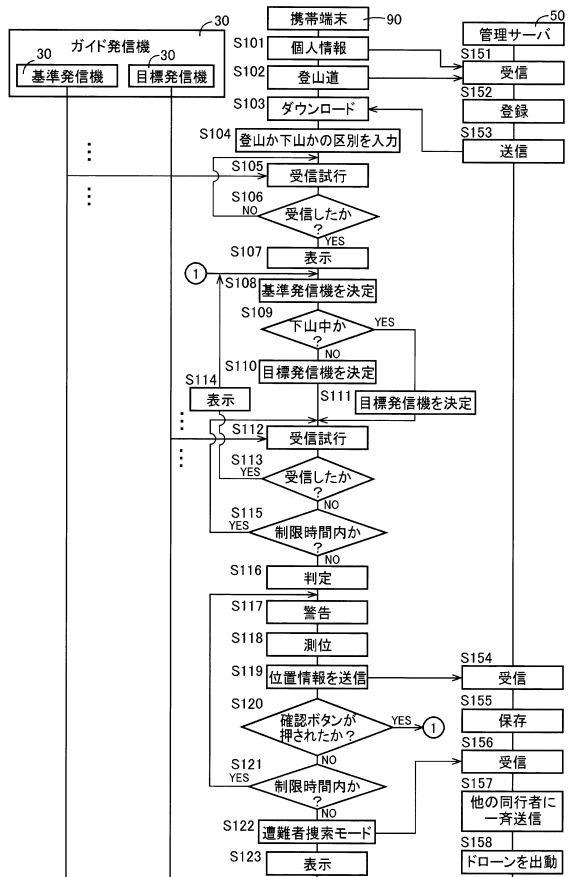 30
ガイド発信機
30
基準発信機
30
目標発信機
携帯端末
90
50
管理サーバ
S101
個人情報
S151
受信
S102
登山道
S152
登録
S103
ダウンロード
S153
送信
S104
登山か下山かの区別を入力
S105
受信試行
S106
NO
受信したか
?
YES
S107
表示
1
S108
基準発信機を決定
S109
下山中か
?
YES
NO
S110
目標発信機を決定
S111
目標発信機を決定
S114
表示
S112
受信試行
S113
YES
受信したか
?
NO
S115
YES
制限時間内か
?
NO
S116
判定
S117
警告
S118
測位
S119
位置情報を送信
S154
受信
S120
確認ボタンが
押されたか?
YES
1
NO
S155
保存
S156
受信
S121
YES
制限時間内か
?
NO
S157
他の同行者に
一斉送信
S122
遭難者捜索モード
S123
表示
S158
ドローンを出動